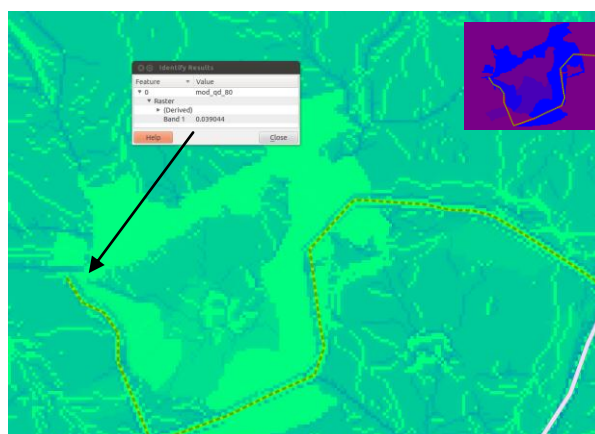 Identify Results
Feature Value
0 mod_qd_80
Raster
(Derived)
Band 1 0.039044
Help Close